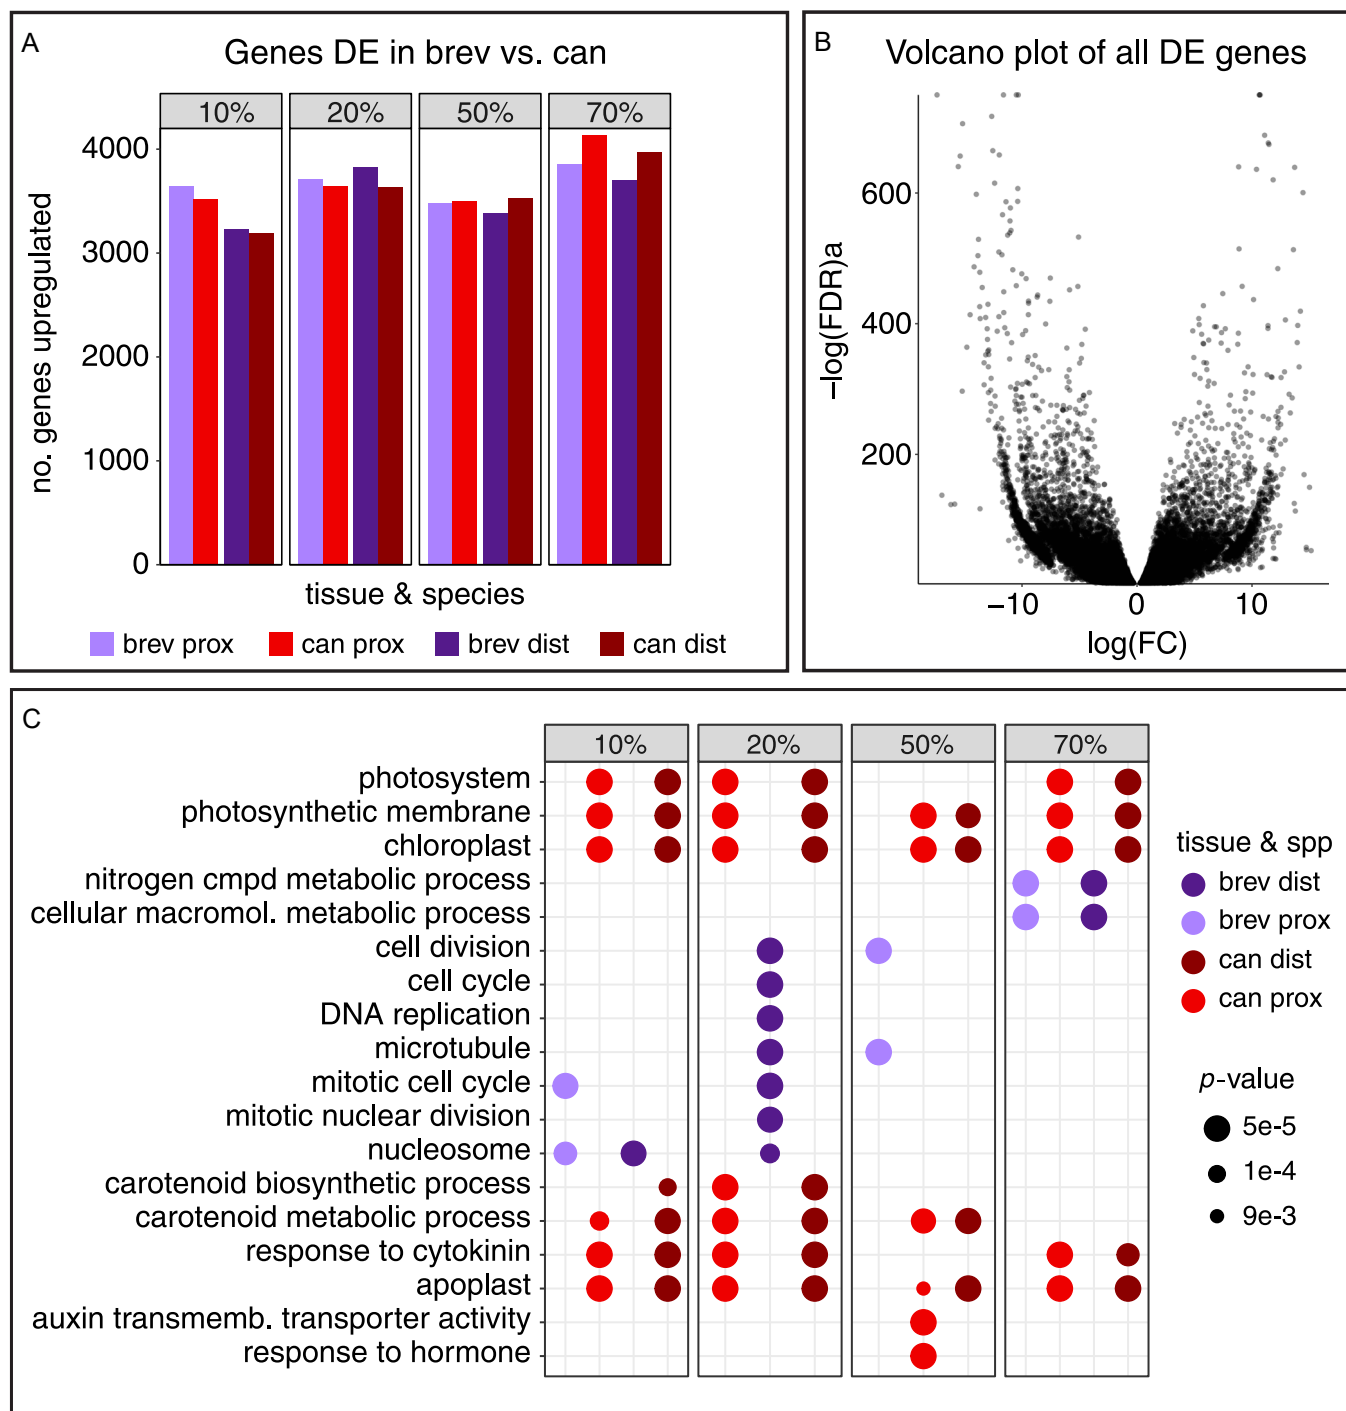 A
Genes DE in brev vs. can
10% 20% 50% 70%
no. genes upregulated
4000
3000
2000
1000
0
tissue & species
brev prox can prox brev dist can dist
B
Volcano plot of all DE genes
−log(FDR)a
600
400
200
−10 0 10
log(FC)
C
10% 20% 50% 70%
photosystem
photosynthetic membrane
chloroplast
nitrogen cmpd metabolic process
cellular macromol. metabolic process
cell division
cell cycle
DNA replication
microtubule
mitotic cell cycle
mitotic nuclear division
nucleosome
carotenoid biosynthetic process
carotenoid metabolic process
response to cytokinin
apoplast
auxin transmemb. transporter activity
response to hormone
tissue & spp
brev dist
brev prox
can dist
can prox
p-value
5e-5
1e-4
9e-3